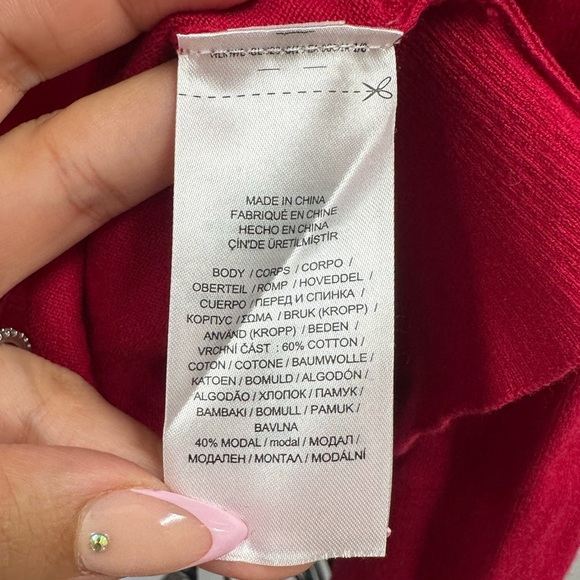 MADE IN CHINA
FABRIQUÉ EN CHINE
HECHO EN CHINA
ÇİN'DE ÜRETİLMİŞTİR
BODY / CORPS / CORPO /
OBERTEIL / ROMP / HOVEDDEL /
CUERPO / ПЕРЕД И СПИНКА /
КОРПУС / ΣΩΜΑ / BRUK (KROPP) /
ANVÄND (KROPP) / BEDEN /
VRCHNÍ ČÁST : 60% COTTON /
COTON / COTONE / BAUMWOLLE /
KATOEN / BOMULD / ALGODÓN /
ALGODÃO / ХЛОПОК / ПАМУК /
ΒΑΜΒΑΚΙ / BOMULL / PAMUK /
BAVLNA
40% MODAL / modal / МОДАЛ /
МОДАЛЕН / ΜΟΝΤΑΛ / MODÁLNÍ